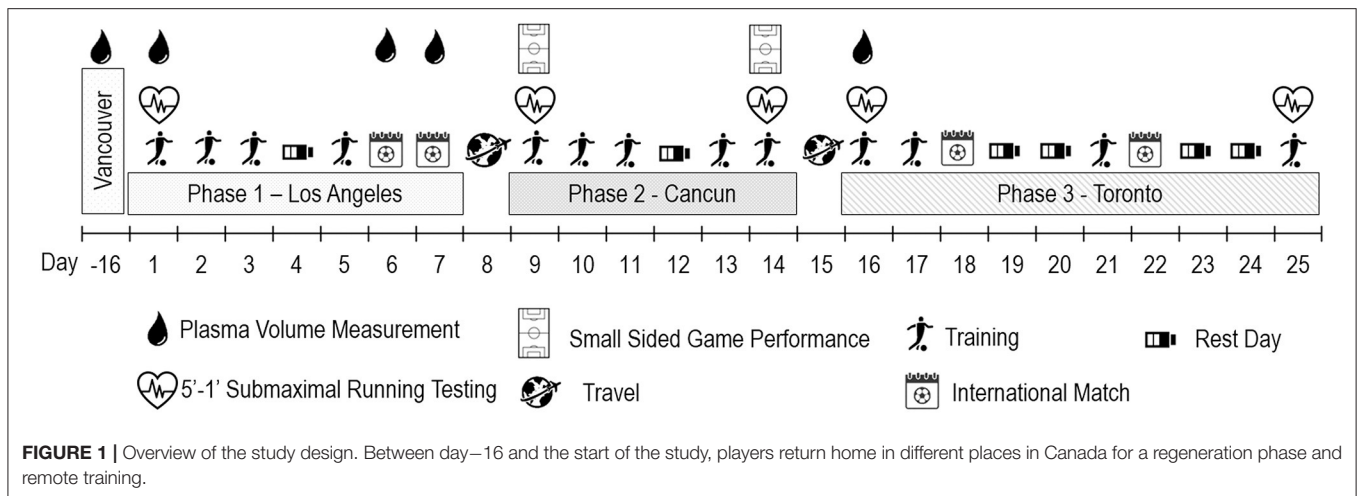 Vancouver
Phase 1 – Los Angeles
Phase 2 - Cancun
Phase 3 - Toronto
Day -16 1 2 3 4 5 6 7 8 9 10 11 12 13 14 15 16 17 18 19 20 21 22 23 24 25
Plasma Volume Measurement
Small Sided Game Performance
Training
Rest Day
5'-1' Submaximal Running Testing
Travel
International Match
FIGURE 1 | Overview of the study design. Between day−16 and the start of the study, players return home in different places in Canada for a regeneration phase and
remote training.